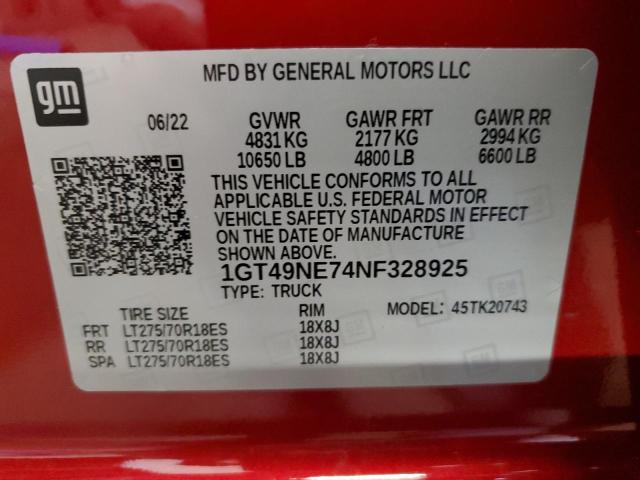 gm
MFD BY GENERAL MOTORS LLC
06/22 GVWR GAWR FRT GAWR RR
4831 KG 2177 KG 2994 KG
10650 LB 4800 LB 6600 LB
THIS VEHICLE CONFORMS TO ALL
APPLICABLE U.S. FEDERAL MOTOR
VEHICLE SAFETY STANDARDS IN EFFECT
ON THE DATE OF MANUFACTURE
SHOWN ABOVE.
1GT49NE74NF328925
TYPE: TRUCK MODEL: 45TK20743
TIRE SIZE RIM
FRT LT275/70R18ES 18X8J
RR LT275/70R18ES 18X8J
SPA LT275/70R18ES 18X8J